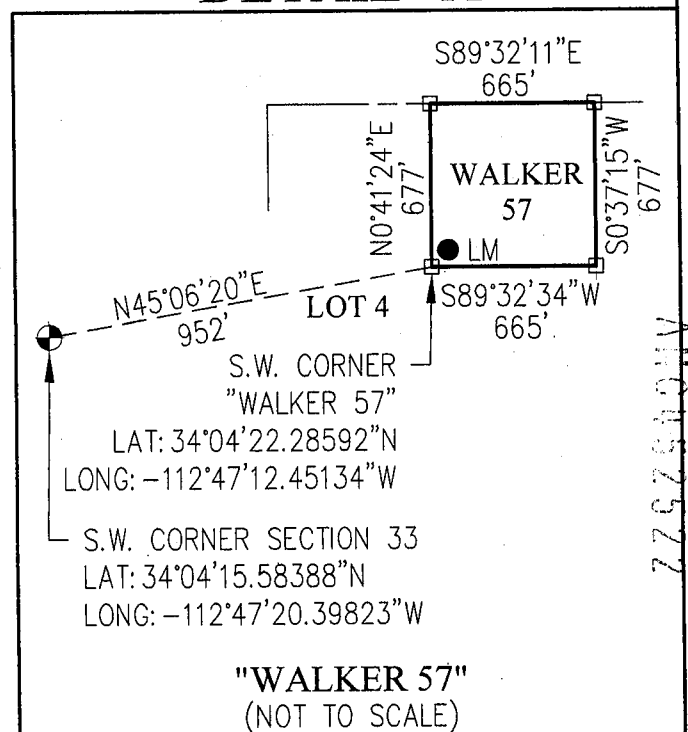 S89°32'11"E
665'
N0°41'24"E
677'
WALKER
57
S0°37'15"W
677'
LM
S89°32'34"W
665'
N45°06'20"E
952'
LOT 4
S.W. CORNER
"WALKER 57"
LAT: 34°04'22.28592"N
LONG: -112°47'12.45134"W
S.W. CORNER SECTION 33
LAT: 34°04'15.58388"N
LONG: -112°47'20.39823"W
"WALKER 57"
(NOT TO SCALE)